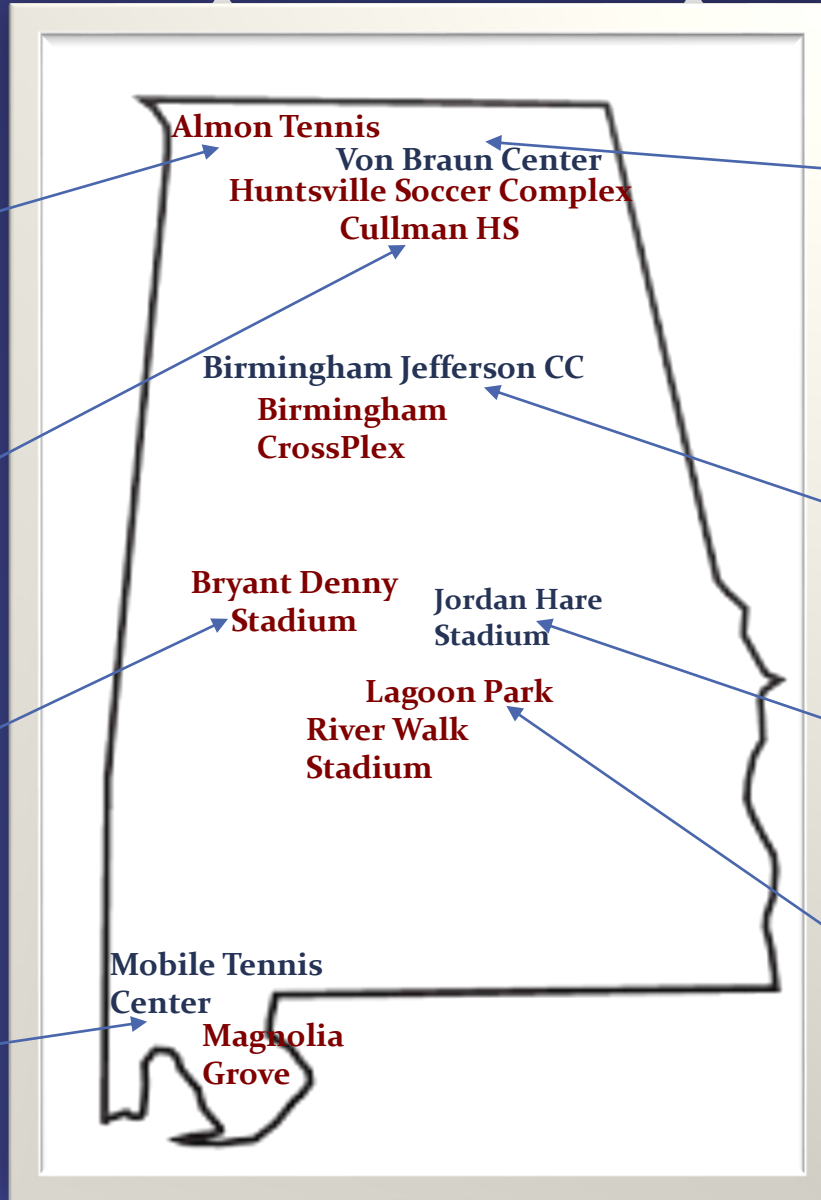 Almon Tennis
Von Braun Center
Huntsville Soccer Complex
Cullman HS
Birmingham Jefferson CC
Birmingham
CrossPlex
Bryant Denny
Stadium
Jordan Hare
Stadium
Lagoon Park
River Walk
Stadium
Mobile Tennis
Center
Magnolia
Grove